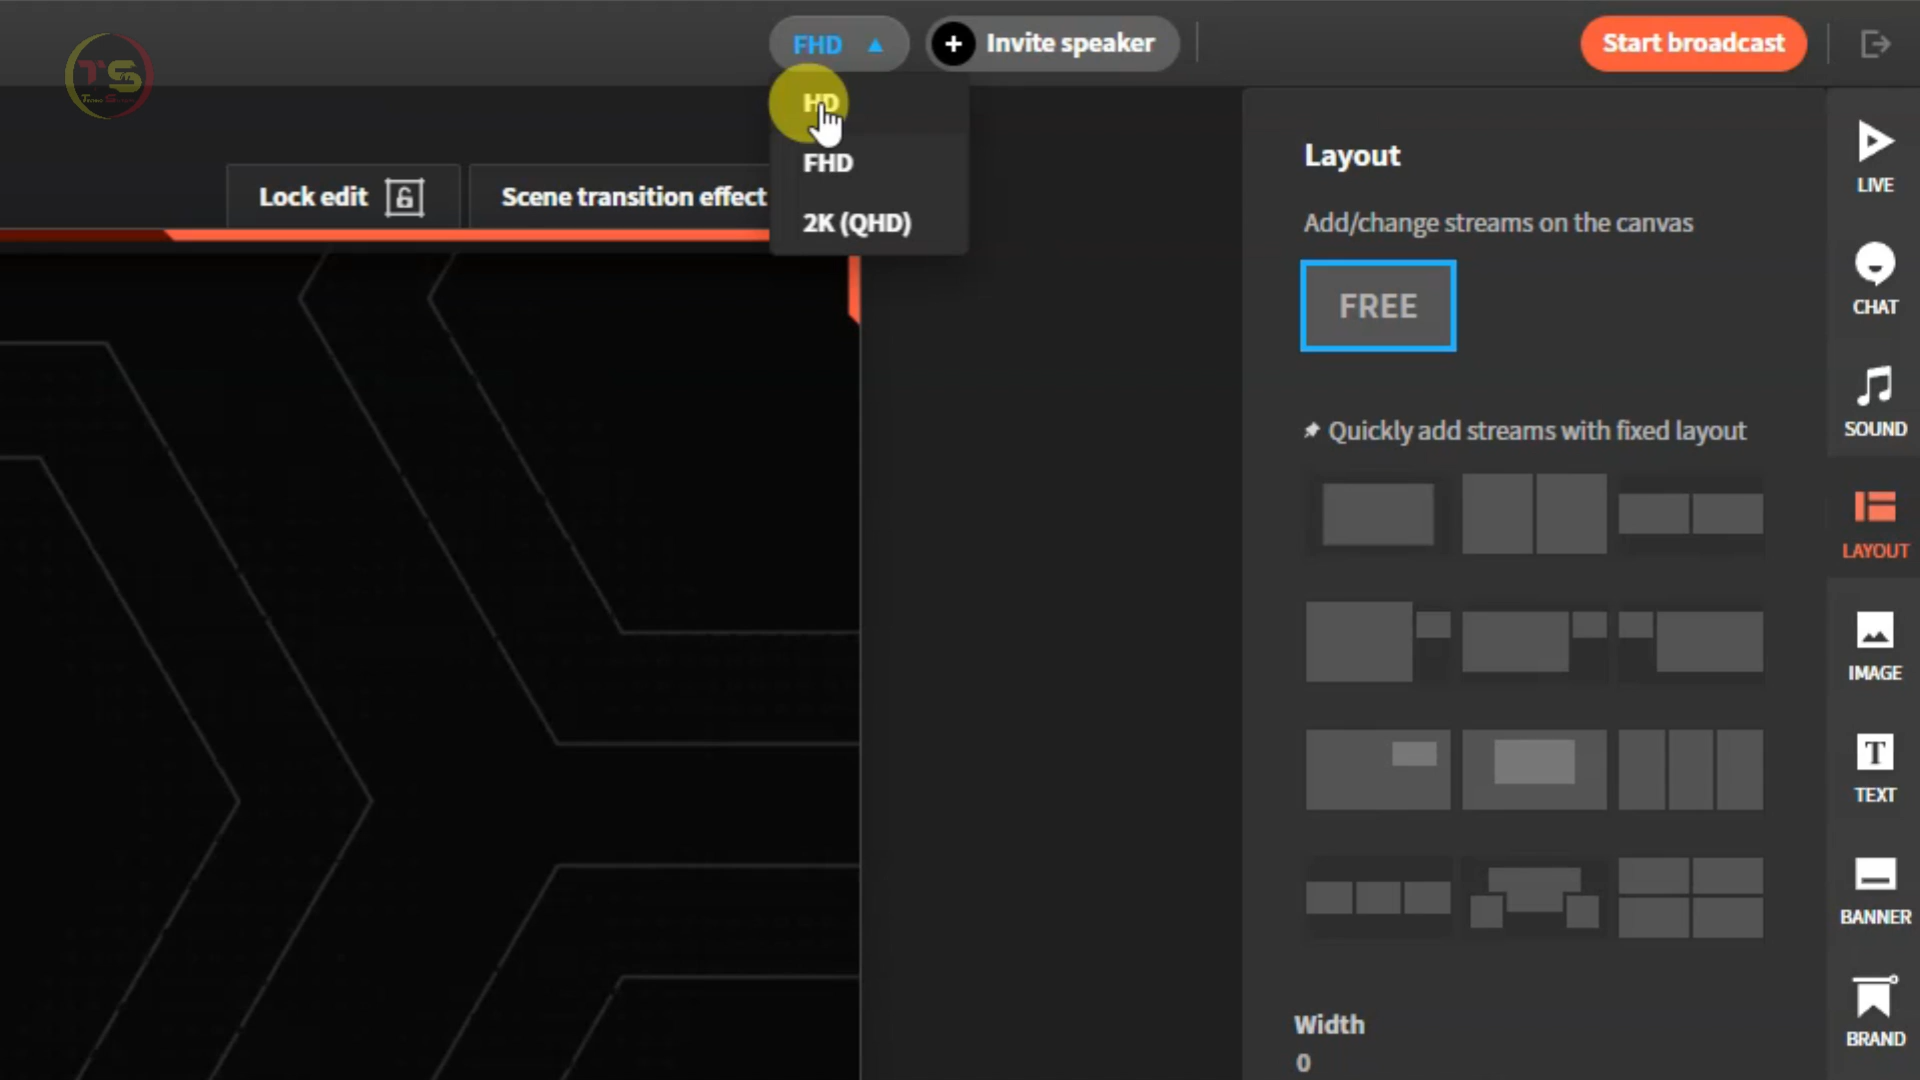 TS
FHD
Invite speaker
Start broadcast
HD
FHD
2K (QHD)
Lock edit
Scene transition effect
Layout
Add/change streams on the canvas
FREE
Quickly add streams with fixed layout
Width
0
LIVE
CHAT
SOUND
LAYOUT
IMAGE
T
TEXT
BANNER
BRAND